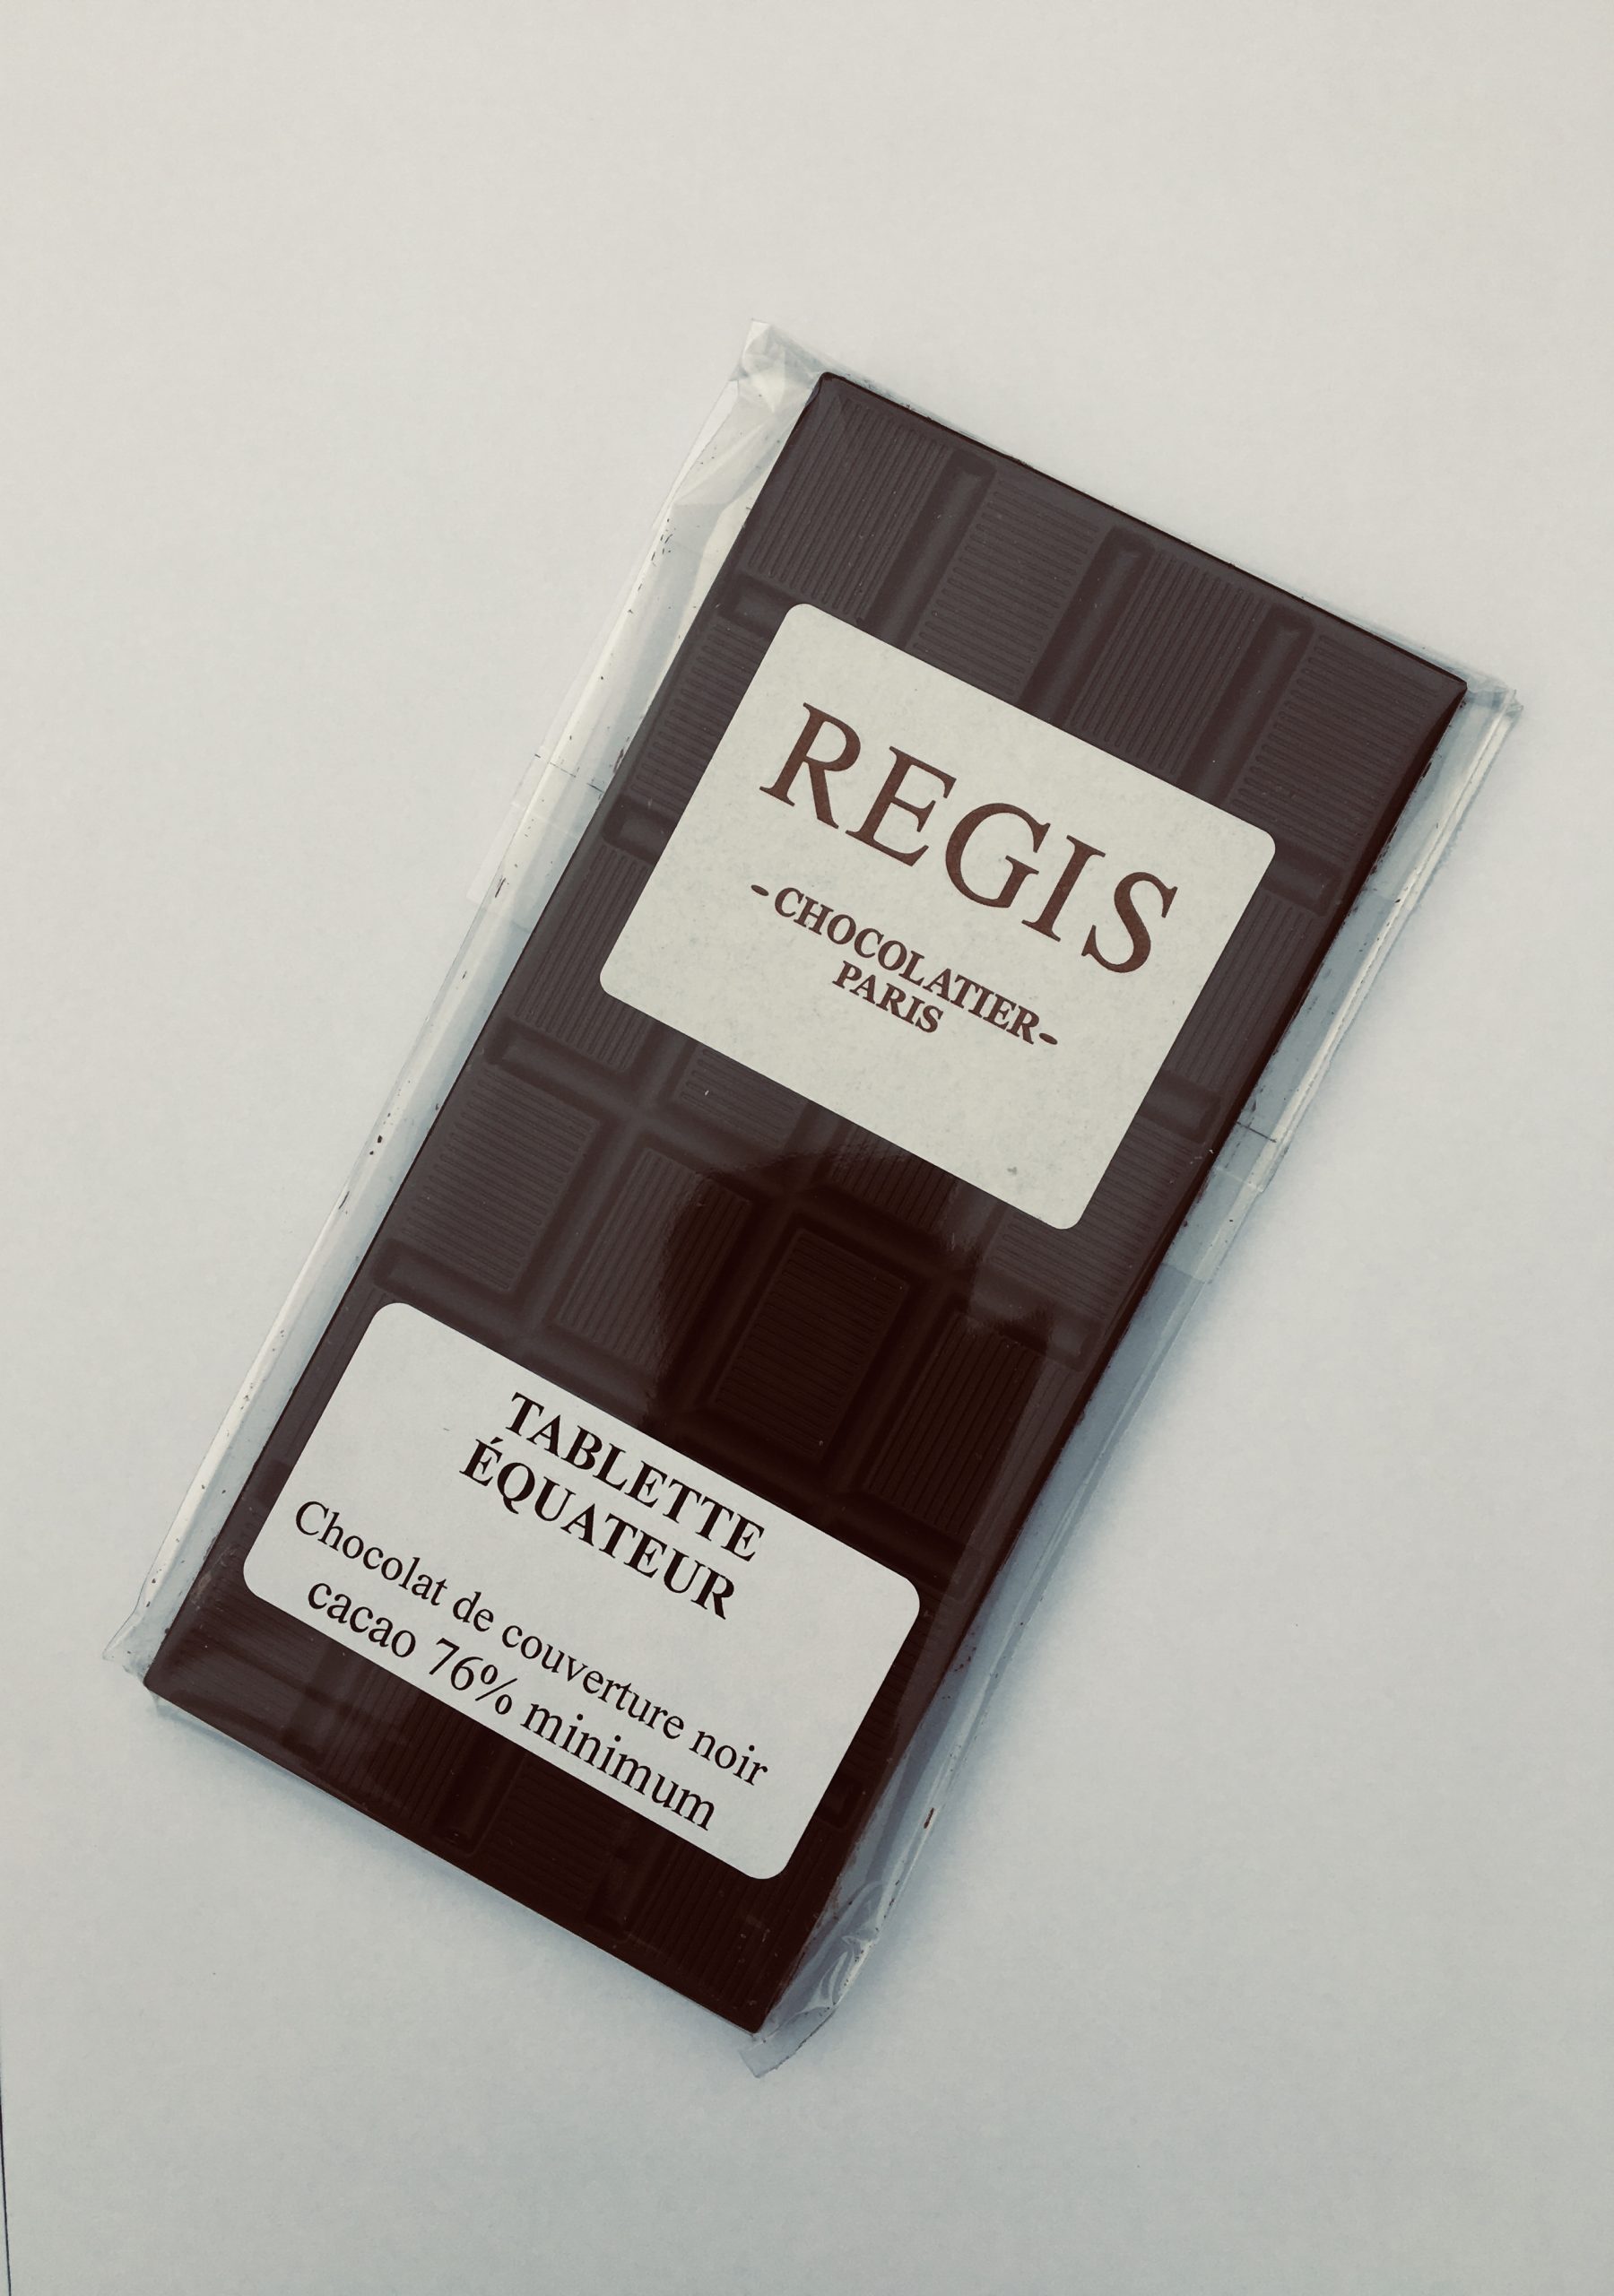 REGIS
-CHOCOLATIER-
PARIS
TABLETTE
ÉQUATEUR
Chocolat de couverture noir
cacao 76% minimum